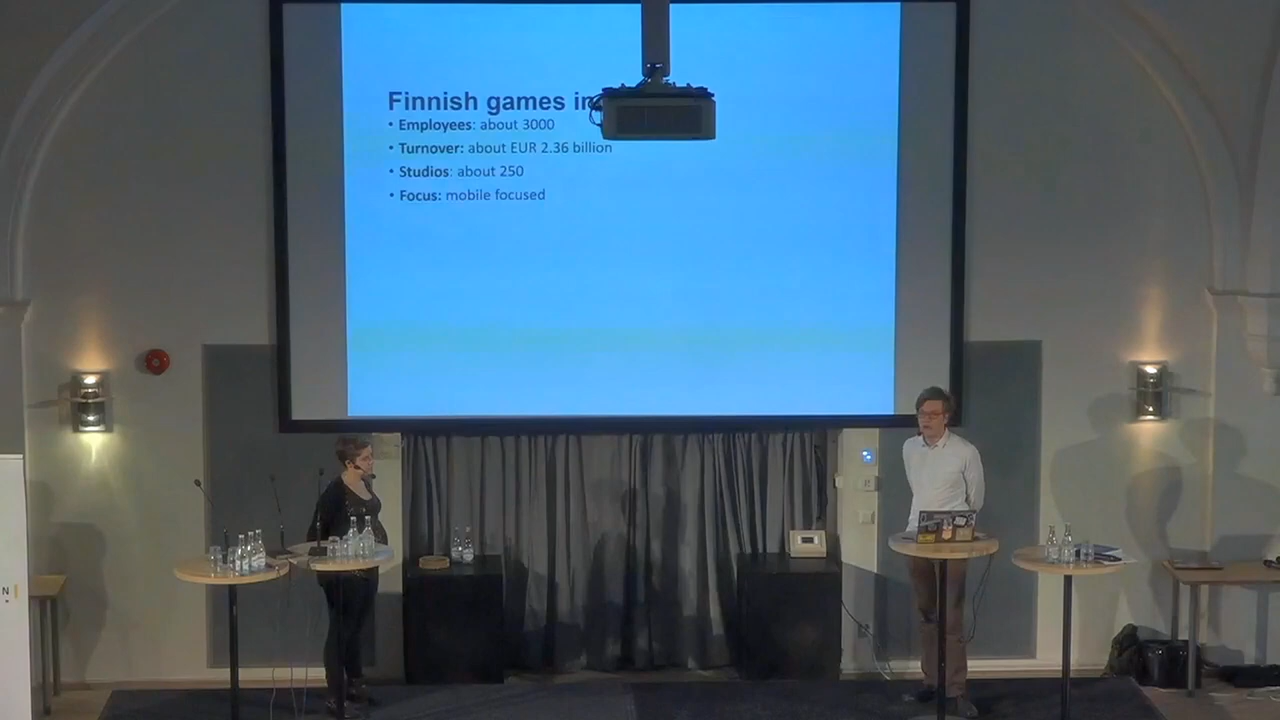 Finnish games in
• Employees: about 3000
• Turnover: about EUR 2.36 billion
• Studios: about 250
• Focus: mobile focused
N